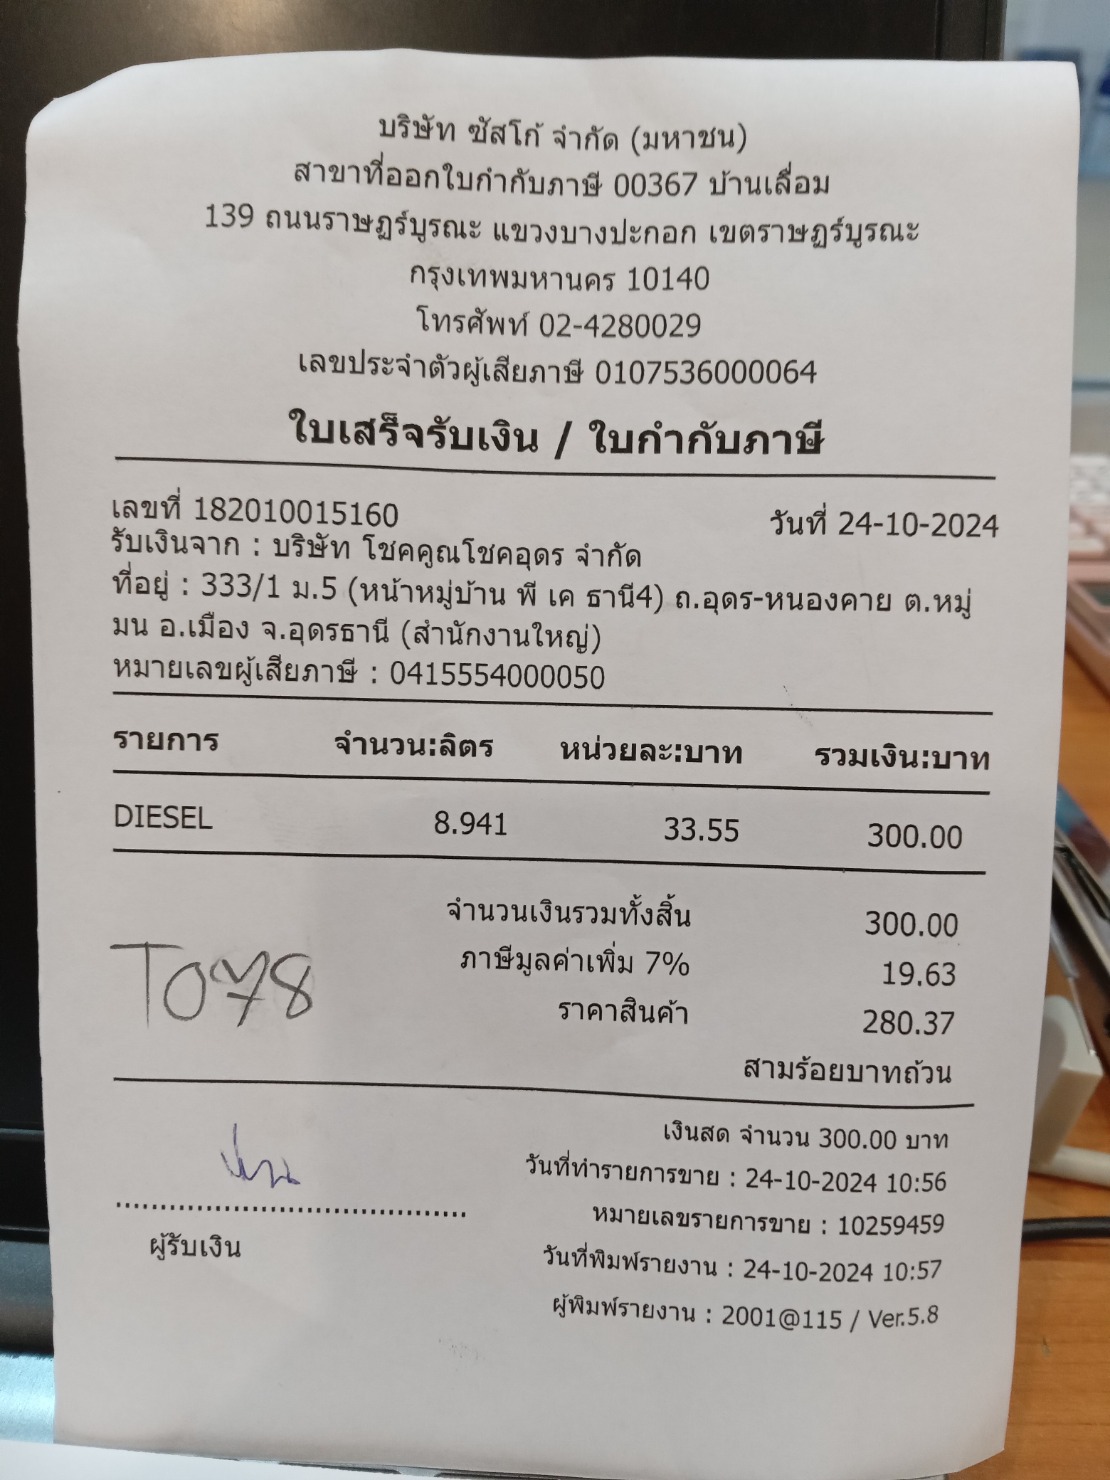 บริษัท ซัสโก้ จำกัด (มหาชน)
สาขาที่ออกใบกำกับภาษี 00367 บ้านเลื่อม
139 ถนนราษฎร์บูรณะ แขวงบางปะกอก เขตราษฎร์บูรณะ
กรุงเทพมหานคร 10140
โทรศัพท์ 02-4280029
เลขประจำตัวผู้เสียภาษี 0107536000064
ใบเสร็จรับเงิน / ใบกำกับภาษี
เลขที่ 182010015160 วันที่ 24-10-2024
รับเงินจาก : บริษัท โชคคูณโชคอุดร จำกัด
ที่อยู่ : 333/1 ม.5 (หน้าหมู่บ้าน พี เค ธานี4) ถ.อุดร-หนองคาย ต.หมู่
มน อ.เมือง จ.อุดรธานี (สำนักงานใหญ่)
หมายเลขผู้เสียภาษี : 0415554000050
รายการ จำนวน:ลิตร หน่วยละ:บาท รวมเงิน:บาท
DIESEL 8.941 33.55 300.00
จำนวนเงินรวมทั้งสิ้น 300.00
ภาษีมูลค่าเพิ่ม 7% 19.63
T078
ราคาสินค้า 280.37
สามร้อยบาทถ้วน
เงินสด จำนวน 300.00 บาท
วันที่ทำรายการขาย : 24-10-2024 10:56
หมายเลขรายการขาย : 10259459
ผู้รับเงิน
วันที่พิมพ์รายงาน : 24-10-2024 10:57
ผู้พิมพ์รายงาน : 2001@115 / Ver.5.8